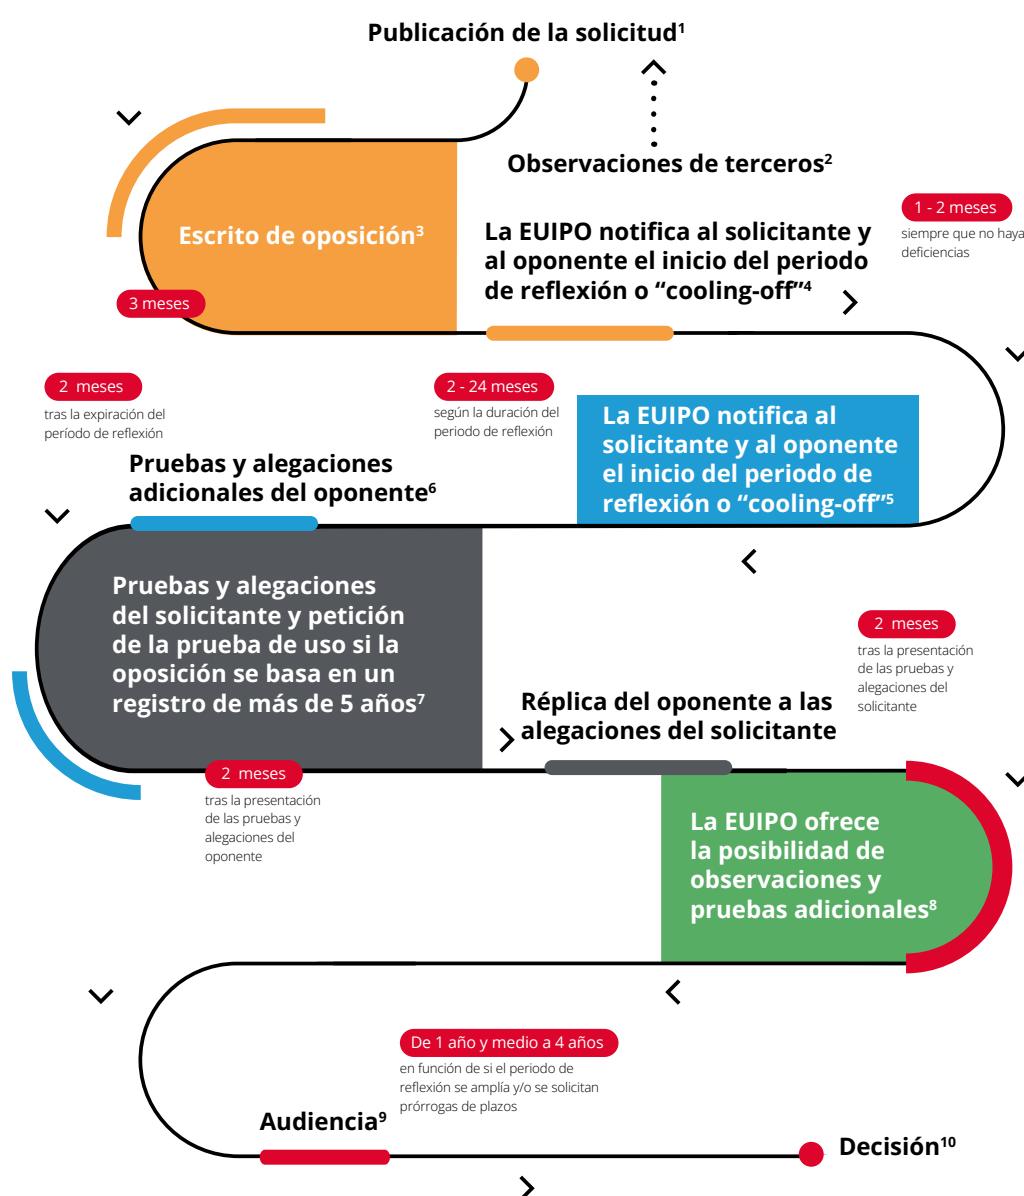 Publicación de la solicitud¹
Observaciones de terceros²
Escrito de oposición³
3 meses
La EUIPO notifica al solicitante y
al oponente el inicio del periodo
de reflexión o “cooling-off”⁴
1 - 2 meses
siempre que no haya
deficiencias
2 meses
tras la expiración del
período de reflexión
2 - 24 meses
según la duración del
periodo de reflexión
La EUIPO notifica al
solicitante y al oponente
el inicio del periodo de
reflexión o “cooling-off”⁵
Pruebas y alegaciones
adicionales del oponente⁶
Pruebas y alegaciones
del solicitante y petición
de la prueba de uso si la
oposición se basa en un
registro de más de 5 años⁷
2 meses
tras la presentación
de las pruebas y
alegaciones del
solicitante
Réplica del oponente a las
alegaciones del solicitante
2 meses
tras la presentación
de las pruebas y
alegaciones del
oponente
La EUIPO ofrece
la posibilidad de
observaciones y
pruebas adicionales⁸
De 1 año y medio a 4 años
en función de si el periodo de
reflexión se amplía y/o se solicitan
prórrogas de plazos
Audiencia⁹
Decisión¹⁰